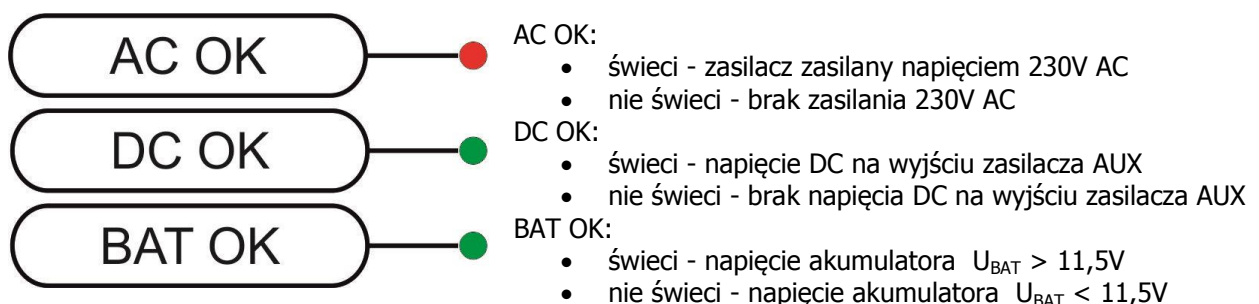 AC OK
DC OK
BAT OK
AC OK:
• świeci - zasilacz zasilany napięciem 230V AC
• nie świeci - brak zasilania 230V AC
DC OK:
• świeci - napięcie DC na wyjściu zasilacza AUX
• nie świeci - brak napięcia DC na wyjściu zasilacza AUX
BAT OK:
• świeci - napięcie akumulatora UBAT > 11,5V
• nie świeci - napięcie akumulatora UBAT < 11,5V